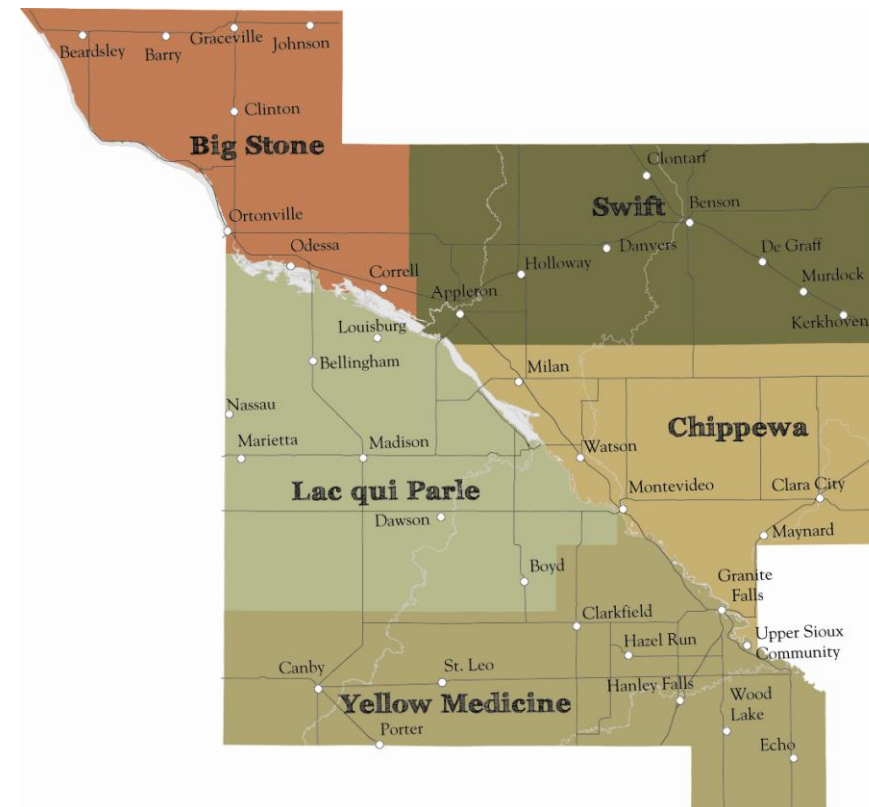 Graceville
Johnson
Beardsley
Barry
Clinton
Big Stone
Clontarf
Swift
Benson
Ortonville
Danvers
De Graff
Odessa
Holloway
Correll
Murdock
Appleton
Louisburg
Kerkhoven
Bellingham
Milan
Nassau
Chippewa
Marietta
Madison
Watson
Lac qui Parle
Montevideo
Clara City
Dawson
Maynard
Boyd
Granite
Falls
Clarkfield
Hazel Run
Upper Sioux
Community
Canby
St. Leo
Hanley Falls
Wood
Lake
Yellow Medicine
Porter
Echo